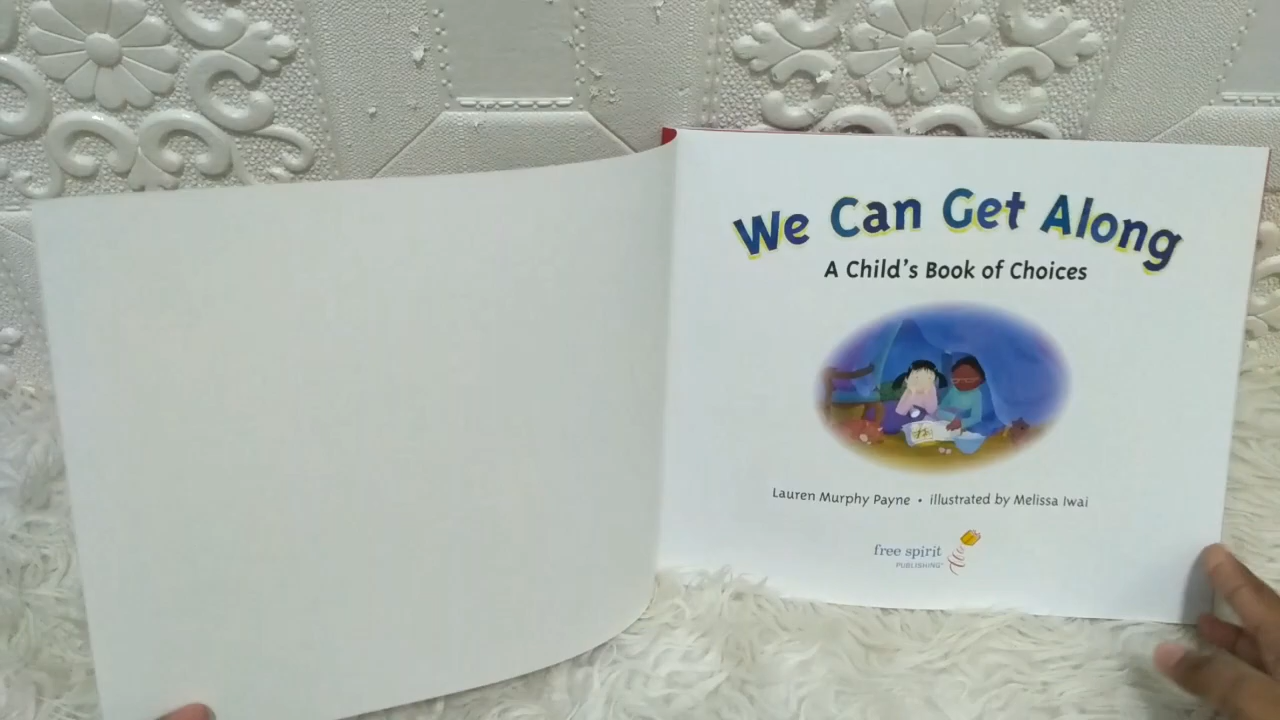 We Can Get Along
A Child's Book of Choices
Lauren Murphy Payne • illustrated by Melissa Iwai
free spirit
PUBLISHING®